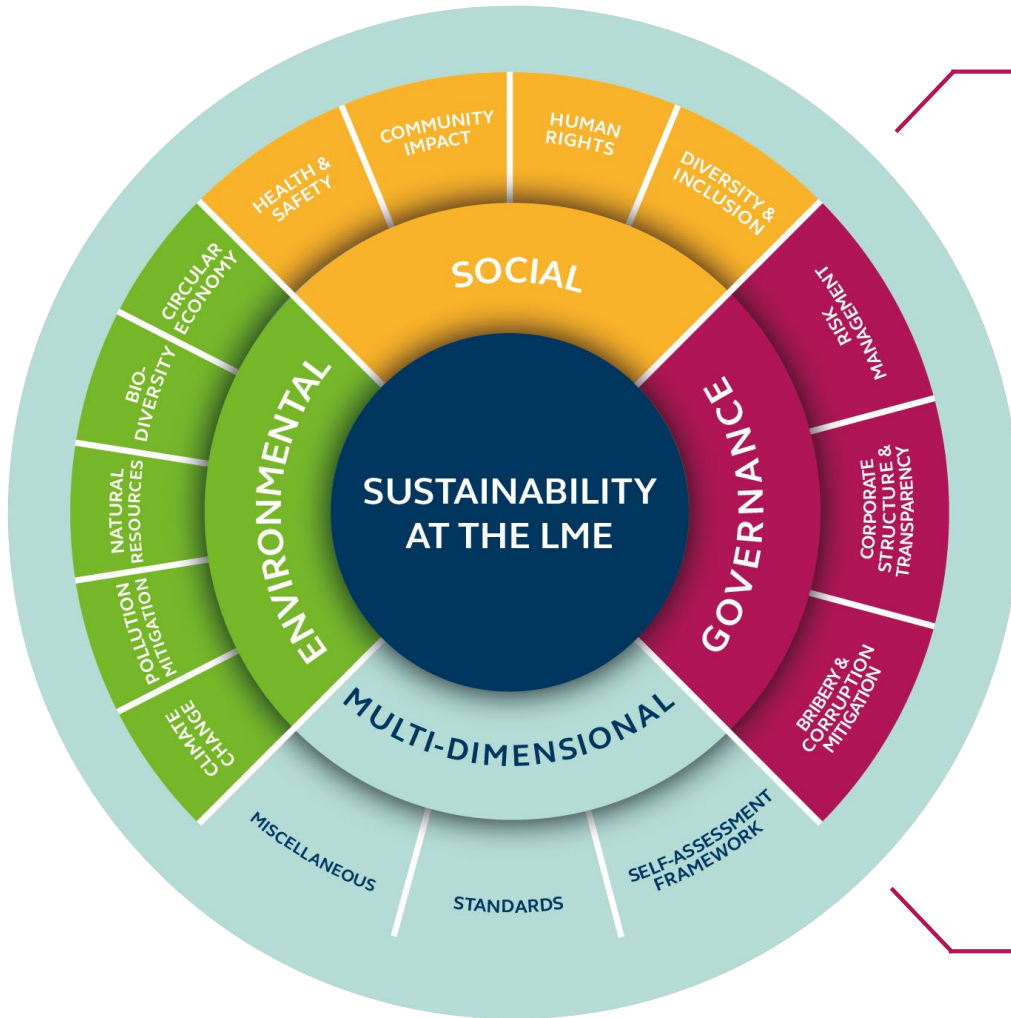 HEALTH &
SAFETY
COMMUNITY
IMPACT
HUMAN
RIGHTS
DIVERSITY &
INCLUSION
SOCIAL
CIRCULAR
ECONOMY
BIO-
DIVERSITY
NATURAL
RESOURCES
POLLUTION
MITIGATION
CLIMATE
CHANGE
ENVIRONMENTAL
SUSTAINABILITY
AT THE LME
GOVERNANCE
RISK
MANAGEMENT
CORPORATE
STRUCTURE &
TRANSPARENCY
BRIBERY &
CORRUPTION
MITIGATION
MULTI-DIMENSIONAL
MISCELLANEOUS
STANDARDS
SELF-ASSESSMENT
FRAMEWORK